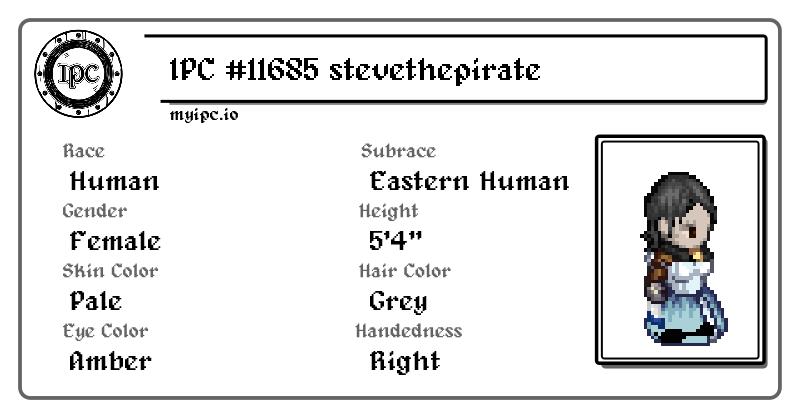 IPC
1PC #11685 stevethepirate
myipc.io
Race
Human
Subrace
Eastern Human
Gender
Female
Height
5'4"
Skin Color
Pale
Hair Color
Grey
Eye Color
Amber
Handedness
Right